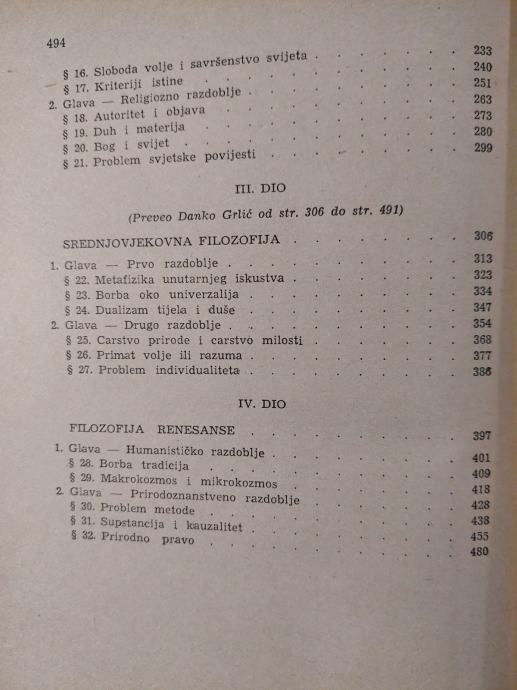 494
§ 16. Sloboda volje i savršenstvo svijeta . . . . . . . 233
§ 17. Kriteriji istine . . . . . . . . . . 240
2. Glava — Religiozno razdoblje . . . . . . . . . 251
§ 18. Autoritet i objava . . . . . . . . . 263
§ 19. Duh i materija . . . . . . . . . . 273
§ 20. Bog i svijet . . . . . . . . . . . 280
§ 21. Problem svjetske povijesti . . . . . . . . 299
III. DIO
(Preveo Danko Grlić od str. 306 do str. 491)
SREDNJOVJEKOVNA FILOZOFIJA . . . . . . . 306
1. Glava — Prvo razdoblje . . . . . . . . . . 313
§ 22. Metafizika unutarnjeg iskustva . . . . . . . 323
§ 23. Borba oko univerzalija . . . . . . . . . 334
§ 24. Dualizam tijela i duše . . . . . . . . . 347
2. Glava — Drugo razdoblje . . . . . . . . . . 354
§ 25. Carstvo prirode i carstvo milosti . . . . . . 368
§ 26. Primat volje ili razuma . . . . . . . . . 377
§ 27. Problem individualiteta . . . . . . . . . 386
IV. DIO
FILOZOFIJA RENESANSE . . . . . . . . . 397
1. Glava — Humanističko razdoblje . . . . . . . . 401
§ 28. Borba tradicija . . . . . . . . . . 409
§ 29. Makrokozmos i mikrokozmos . . . . . . . 418
2. Glava — Prirodoznanstveno razdoblje . . . . . . . 428
§ 30. Problem metode . . . . . . . . . . 438
§ 31. Supstancija i kauzalitet . . . . . . . . 455
§ 32. Prirodno pravo . . . . . . . . . . 480